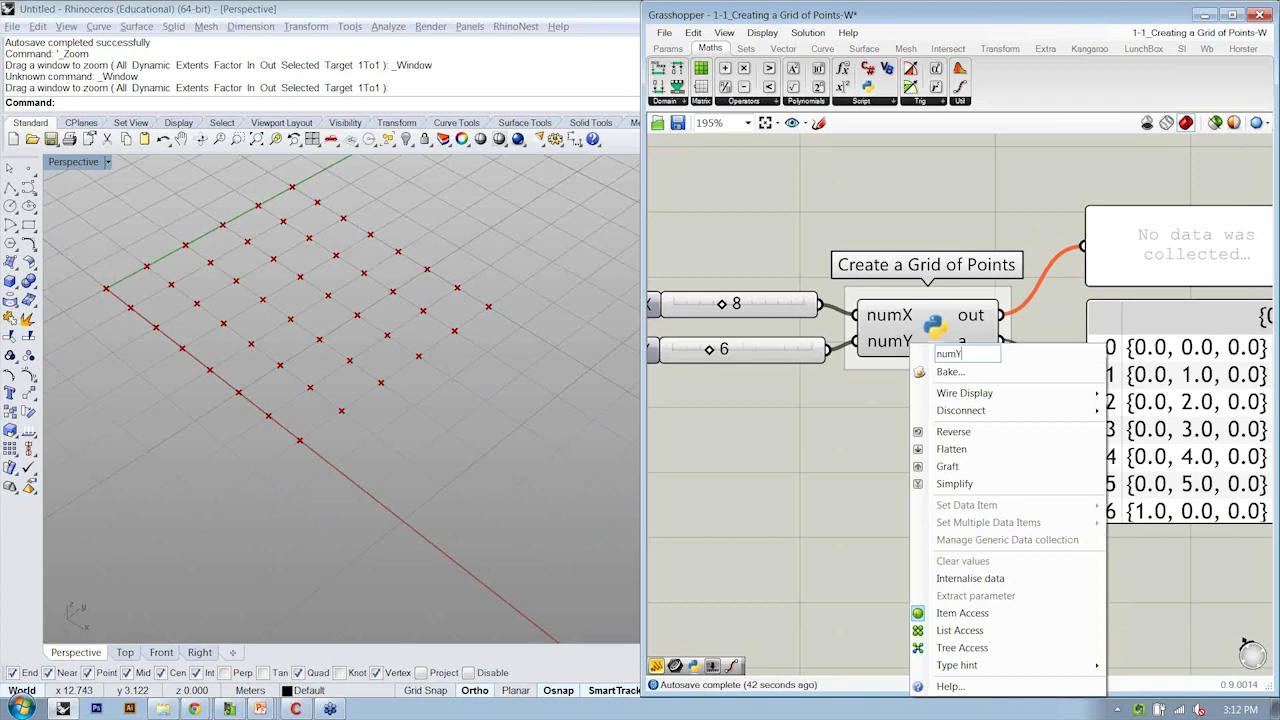 Untitled - Rhinoceros (Educational) (64-bit) - [Perspective]
File Edit View Curve Surface Solid Mesh Dimension Transform Tools Analyze Render Panels RhinoNest Help
Autosave completed successfully
Command: '_Zoom
Drag a window to zoom ( All Dynamic Extents Factor In Out Selected Target 1To1 ): _Window
Unknown command: _Window
Drag a window to zoom ( All Dynamic Extents Factor In Out Selected Target 1To1 ):
Command:
Standard CPlanes Set View Display Select Viewport Layout Visibility Transform Curve Tools Surface Tools Solid Tools Me
Perspective
z y
x
Perspective Top Front Right
End Near Point Mid Cen Int Perp Tan Quad Knot Vertex Project Disable
World x 12.743 y 3.122 z 0.000 Meters Default Grid Snap Ortho Planar Osnap SmartTrack
Grasshopper - 1-1_Creating a Grid of Points-W*
File Edit View Display Solution Help 1-1_Creating a Grid of Points-W
Params Maths Sets Vector Curve Surface Mesh Intersect Transform Extra Kangaroo LunchBox SI Wb Horster
Domain Matrix Operators Polynomials Script Trig Util
195%
No data was
collected…
Create a Grid of Points
X 8 numX out
6 numY a
numY
Bake...
Wire Display
Disconnect
Reverse
Flatten
Graft
Simplify
Set Data Item
Set Multiple Data Items
Manage Generic Data collection
Clear values
Internalise data
Extract parameter
Item Access
List Access
Tree Access
Type hint
Help...
{0
0 {0.0, 0.0, 0.0}
1 {0.0, 1.0, 0.0}
2 {0.0, 2.0, 0.0}
3 {0.0, 3.0, 0.0}
4 {0.0, 4.0, 0.0}
5 {0.0, 5.0, 0.0}
6 {1.0, 0.0, 0.0}
Autosave complete (42 seconds ago) 0.9.0014
3:12 PM